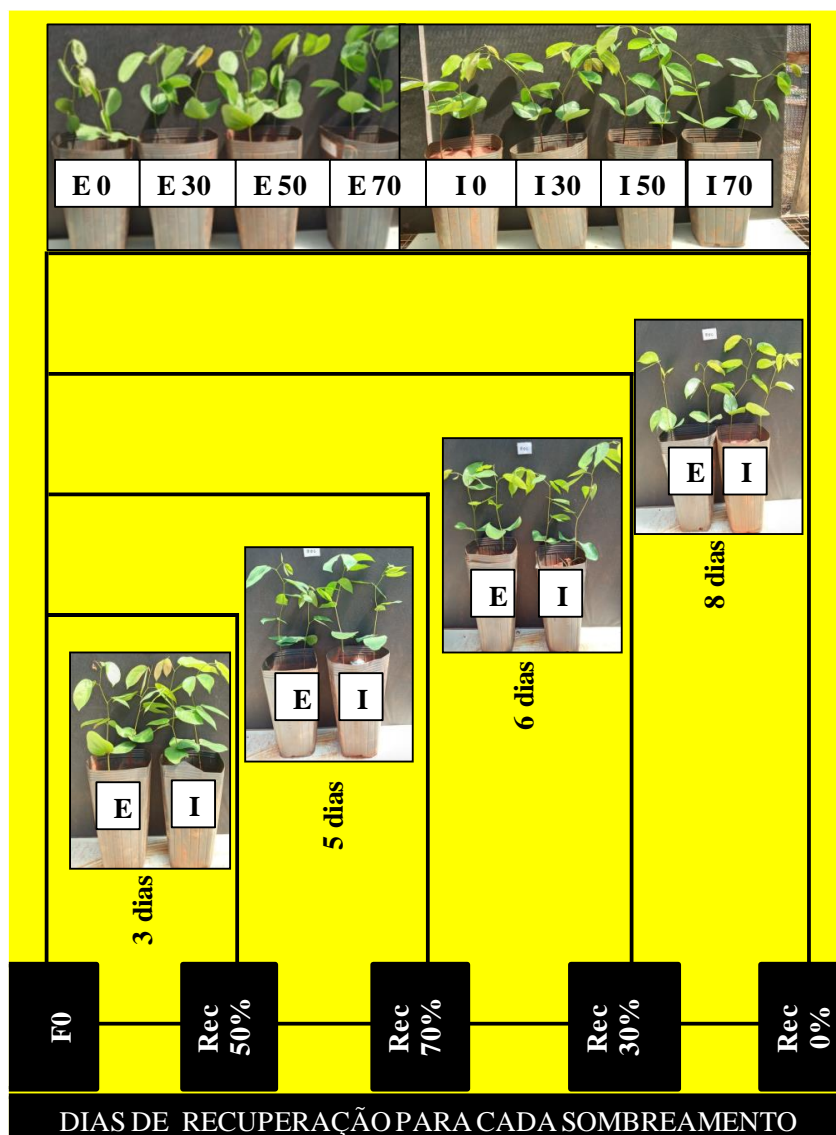 E 0 E 30 E 50 E 70 I 0 I 30 I 50 I 70
E I
8 dias
E I
6 dias
E I
5 dias
E I
3 dias
F0
Rec
50%
Rec
70%
Rec
30%
Rec
0%
DIAS DE RECUPERAÇÃO PARA CADA SOMBREAMENTO